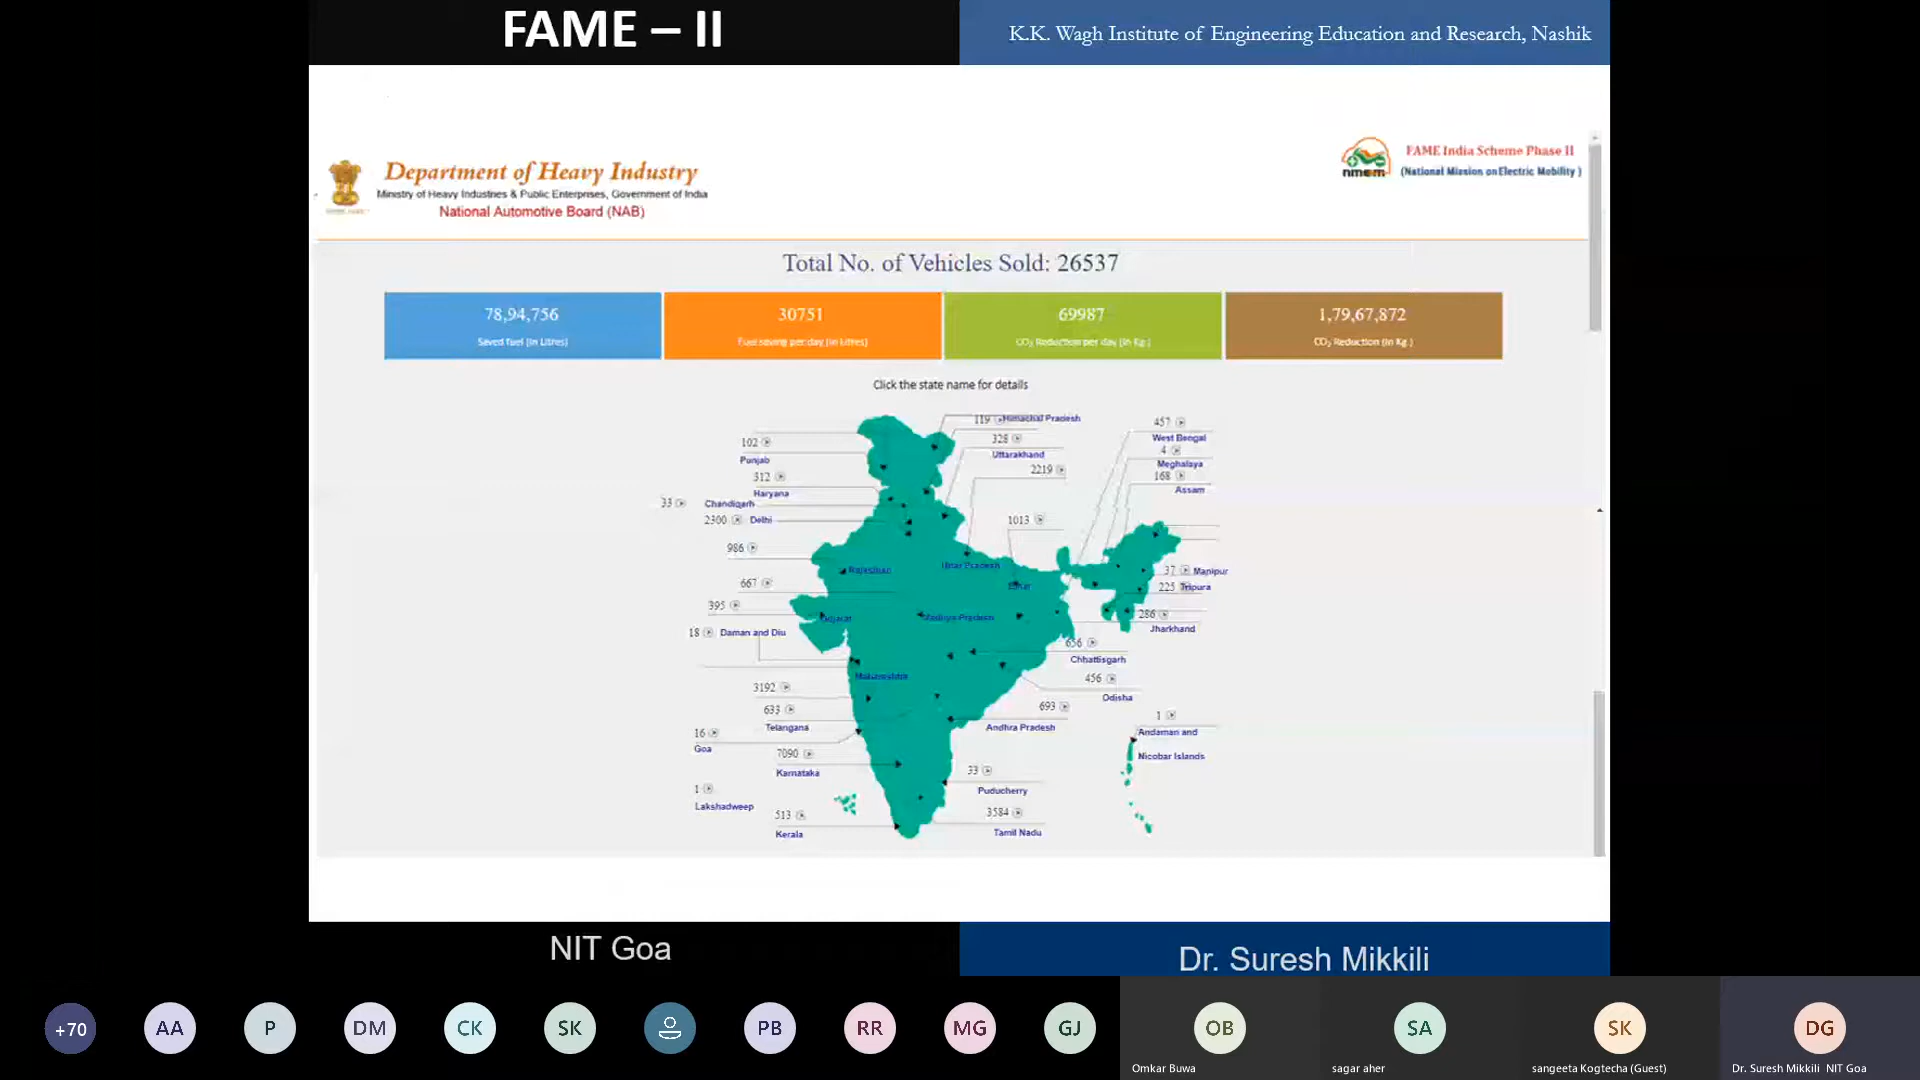 FAME – II
K.K. Wagh Institute of Engineering Education and Research, Nashik
Department of Heavy Industry
Ministry of Heavy Industries & Public Enterprises, Government of India
National Automotive Board (NAB)
nmem
FAME India Scheme Phase II
(National Mission on Electric Mobility )
Total No. of Vehicles Sold: 26537
78,94,756
Saved fuel (In Litres)
30751
Fuel saving per day (In Litres)
69987
CO₂ Reduction per day (In Kg )
1,79,67,872
CO₂ Reduction (In Kg )
Click the state name for details
119 Himachal Pradesh
328
Uttarakhand
2219
1013
457
West Bengal
4
Meghalaya
168
Assam
102
Punjab
312
Haryana
33 Chandigarh
2300 Delhi
986
667
395
18 Daman and Diu
Rajasthan
Uttar Pradesh
Bihar
Gujarat
Madhya Pradesh
Maharashtra
37 Manipur
225 Tripura
286
Jharkhand
656
Chhattisgarh
456
Odisha
693
Andhra Pradesh
3192
633
Telangana
16
Goa
7090
Karnataka
1
Lakshadweep
513
Kerala
33
Puducherry
3584
Tamil Nadu
1
Andaman and
Nicobar Islands
NIT Goa
Dr. Suresh Mikkili
+70
AA
P
DM
CK
SK
PB
RR
MG
GJ
OB
Omkar Buwa
SA
sagar aher
SK
sangeeta Kogtecha (Guest)
DG
Dr. Suresh Mikkili NIT Goa